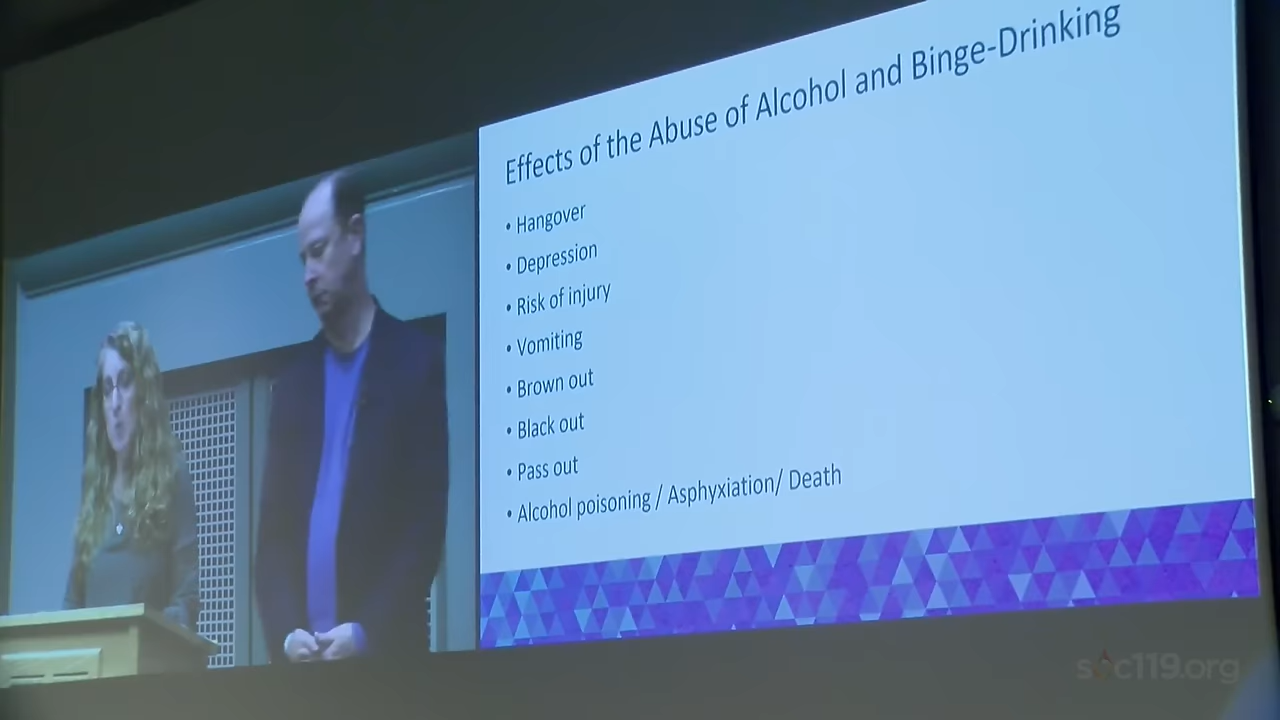 Effects of the Abuse of Alcohol and Binge-Drinking
• Hangover
• Depression
• Risk of injury
• Vomiting
• Brown out
• Black out
• Pass out
• Alcohol poisoning / Asphyxiation/ Death
soc119.org